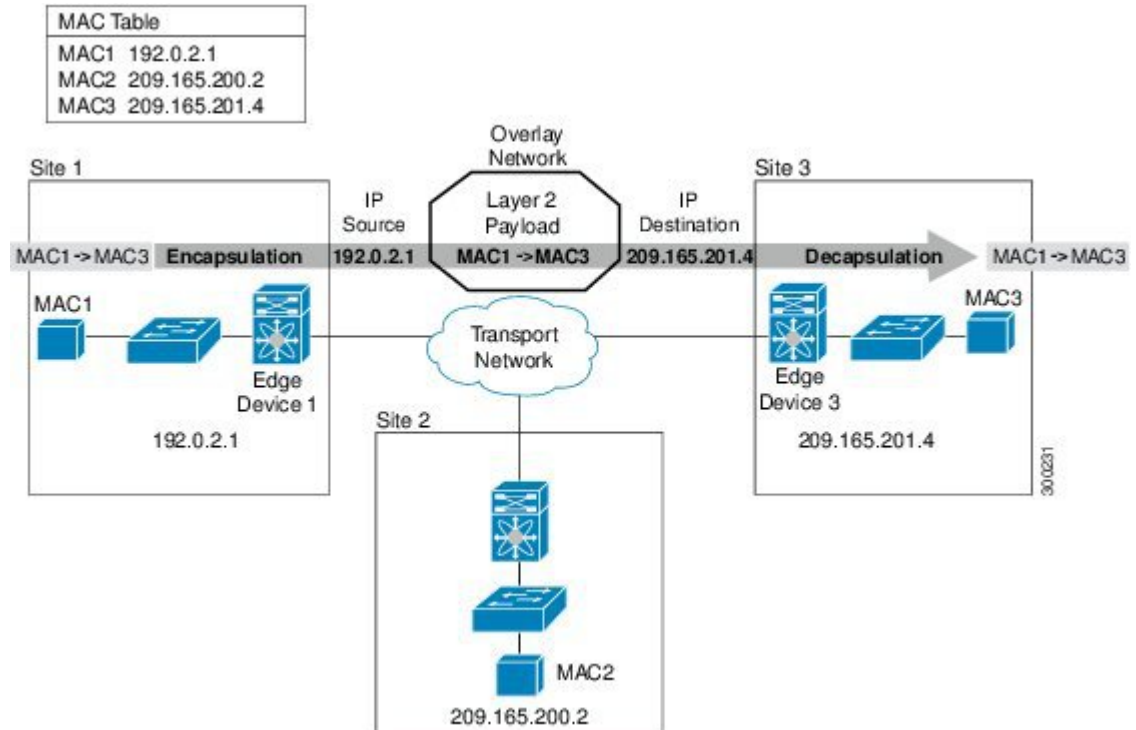 MAC Table
MAC1 192.0.2.1
MAC2 209.165.200.2
MAC3 209.165.201.4
Overlay
Network
Site 1
Site 3
IP
Source
Layer 2
Payload
IP
Destination
MAC1 ->MAC3
Encapsulation
192.0.2.1
MAC1 ->MAC3
209.165.201.4
Decapsulation
MAC1 ->MAC3
MAC1
MAC3
Transport
Network
Edge
Device 1
Edge
Device 3
192.0.2.1
Site 2
209.165.201.4
300231
MAC2
209.165.200.2